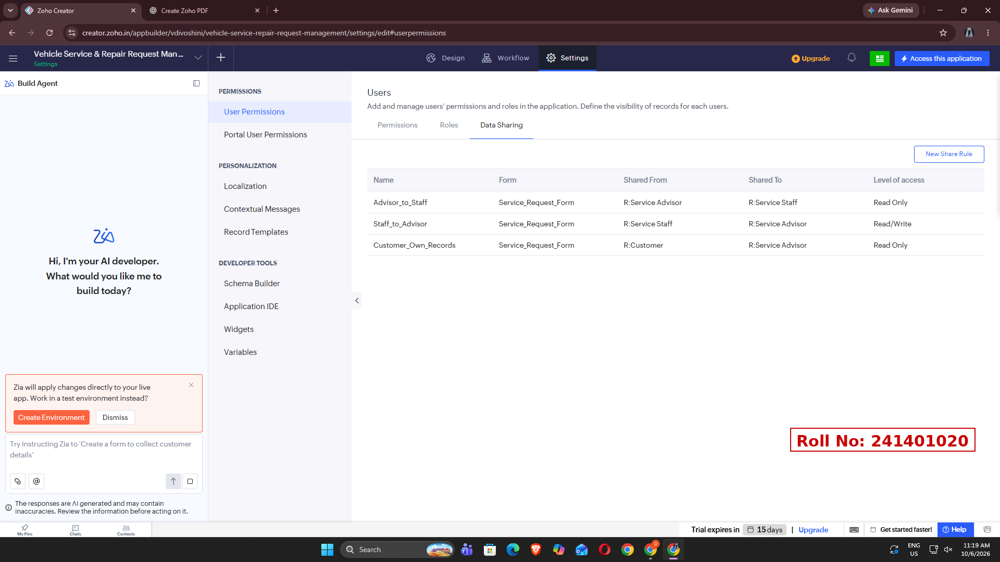 Zoho Creator
Create Zoho PDF
Ask Gemini
creator.zoho.in/appbuilder/vdivoshini/vehicle-service-repair-request-management/settings/edit#userpermissions
Vehicle Service & Repair Request Man...
Settings
Design
Workflow
Settings
Upgrade
Access this application
Zia Build Agent
PERMISSIONS
User Permissions
Portal User Permissions
PERSONALIZATION
Localization
Contextual Messages
Record Templates
DEVELOPER TOOLS
Schema Builder
Application IDE
Widgets
Variables
Users
Add and manage users' permissions and roles in the application. Define the visibility of records for each users.
Permissions Roles Data Sharing
New Share Rule
Name Form Shared From Shared To Level of access
Advisor_to_Staff Service_Request_Form R:Service Advisor R:Service Staff Read Only
Staff_to_Advisor Service_Request_Form R:Service Staff R:Service Advisor Read/Write
Customer_Own_Records Service_Request_Form R:Customer R:Service Advisor Read Only
Zia
Hi, I'm your AI developer.
What would you like me to
build today?
Zia will apply changes directly to your live
app. Work in a test environment instead?
Create Environment Dismiss
Try instructing Zia to 'Create a form to collect customer
details'
@
The responses are AI generated and may contain
inaccuracies. Review the information before acting on it.
Roll No: 241401020
My Pins Chats Contacts
Trial expires in 15 days | Upgrade
Get started faster!
Help
Search
D
ENG
US
11:19 AM
10/6/2026